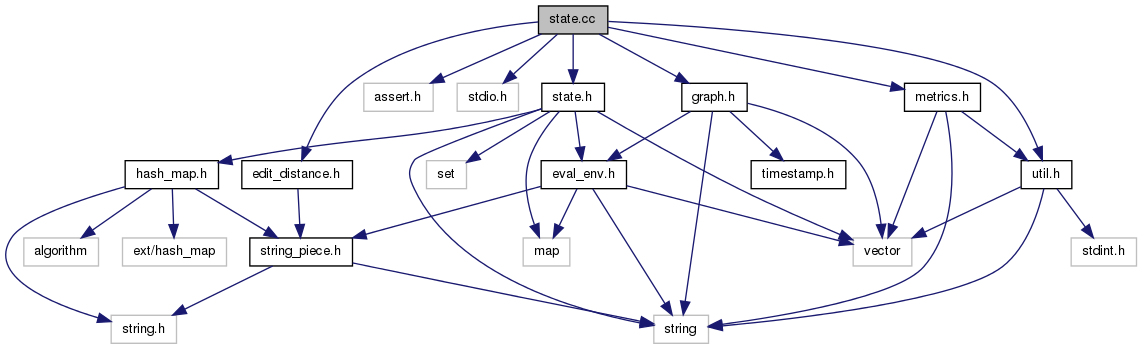 state.cc
assert.h
stdio.h
state.h
graph.h
metrics.h
hash_map.h
edit_distance.h
set
eval_env.h
timestamp.h
util.h
algorithm
ext/hash_map
string_piece.h
map
vector
stdint.h
string.h
string